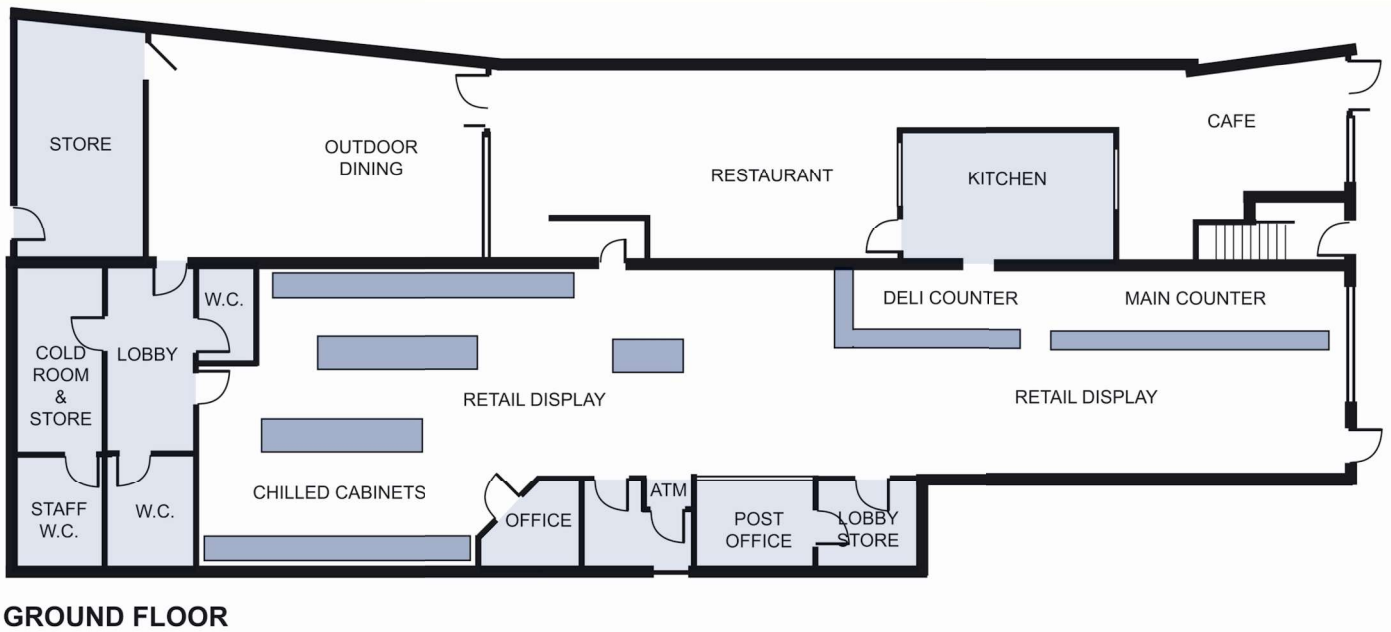 STORE
OUTDOOR
DINING
RESTAURANT
KITCHEN
CAFE
W.C.
COLD
ROOM
&
STORE
LOBBY
DELI COUNTER
MAIN COUNTER
RETAIL DISPLAY
RETAIL DISPLAY
CHILLED CABINETS
STAFF
W.C.
W.C.
OFFICE
ATM
POST
OFFICE
LOBBY
STORE
GROUND FLOOR